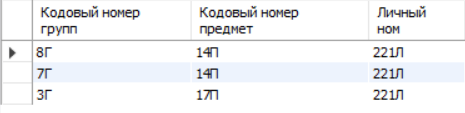 Кодовый номер групп Кодовый номер предмет Личный ном
8Г 14П 221Л
7Г 14П 221Л
3Г 17П 221Л